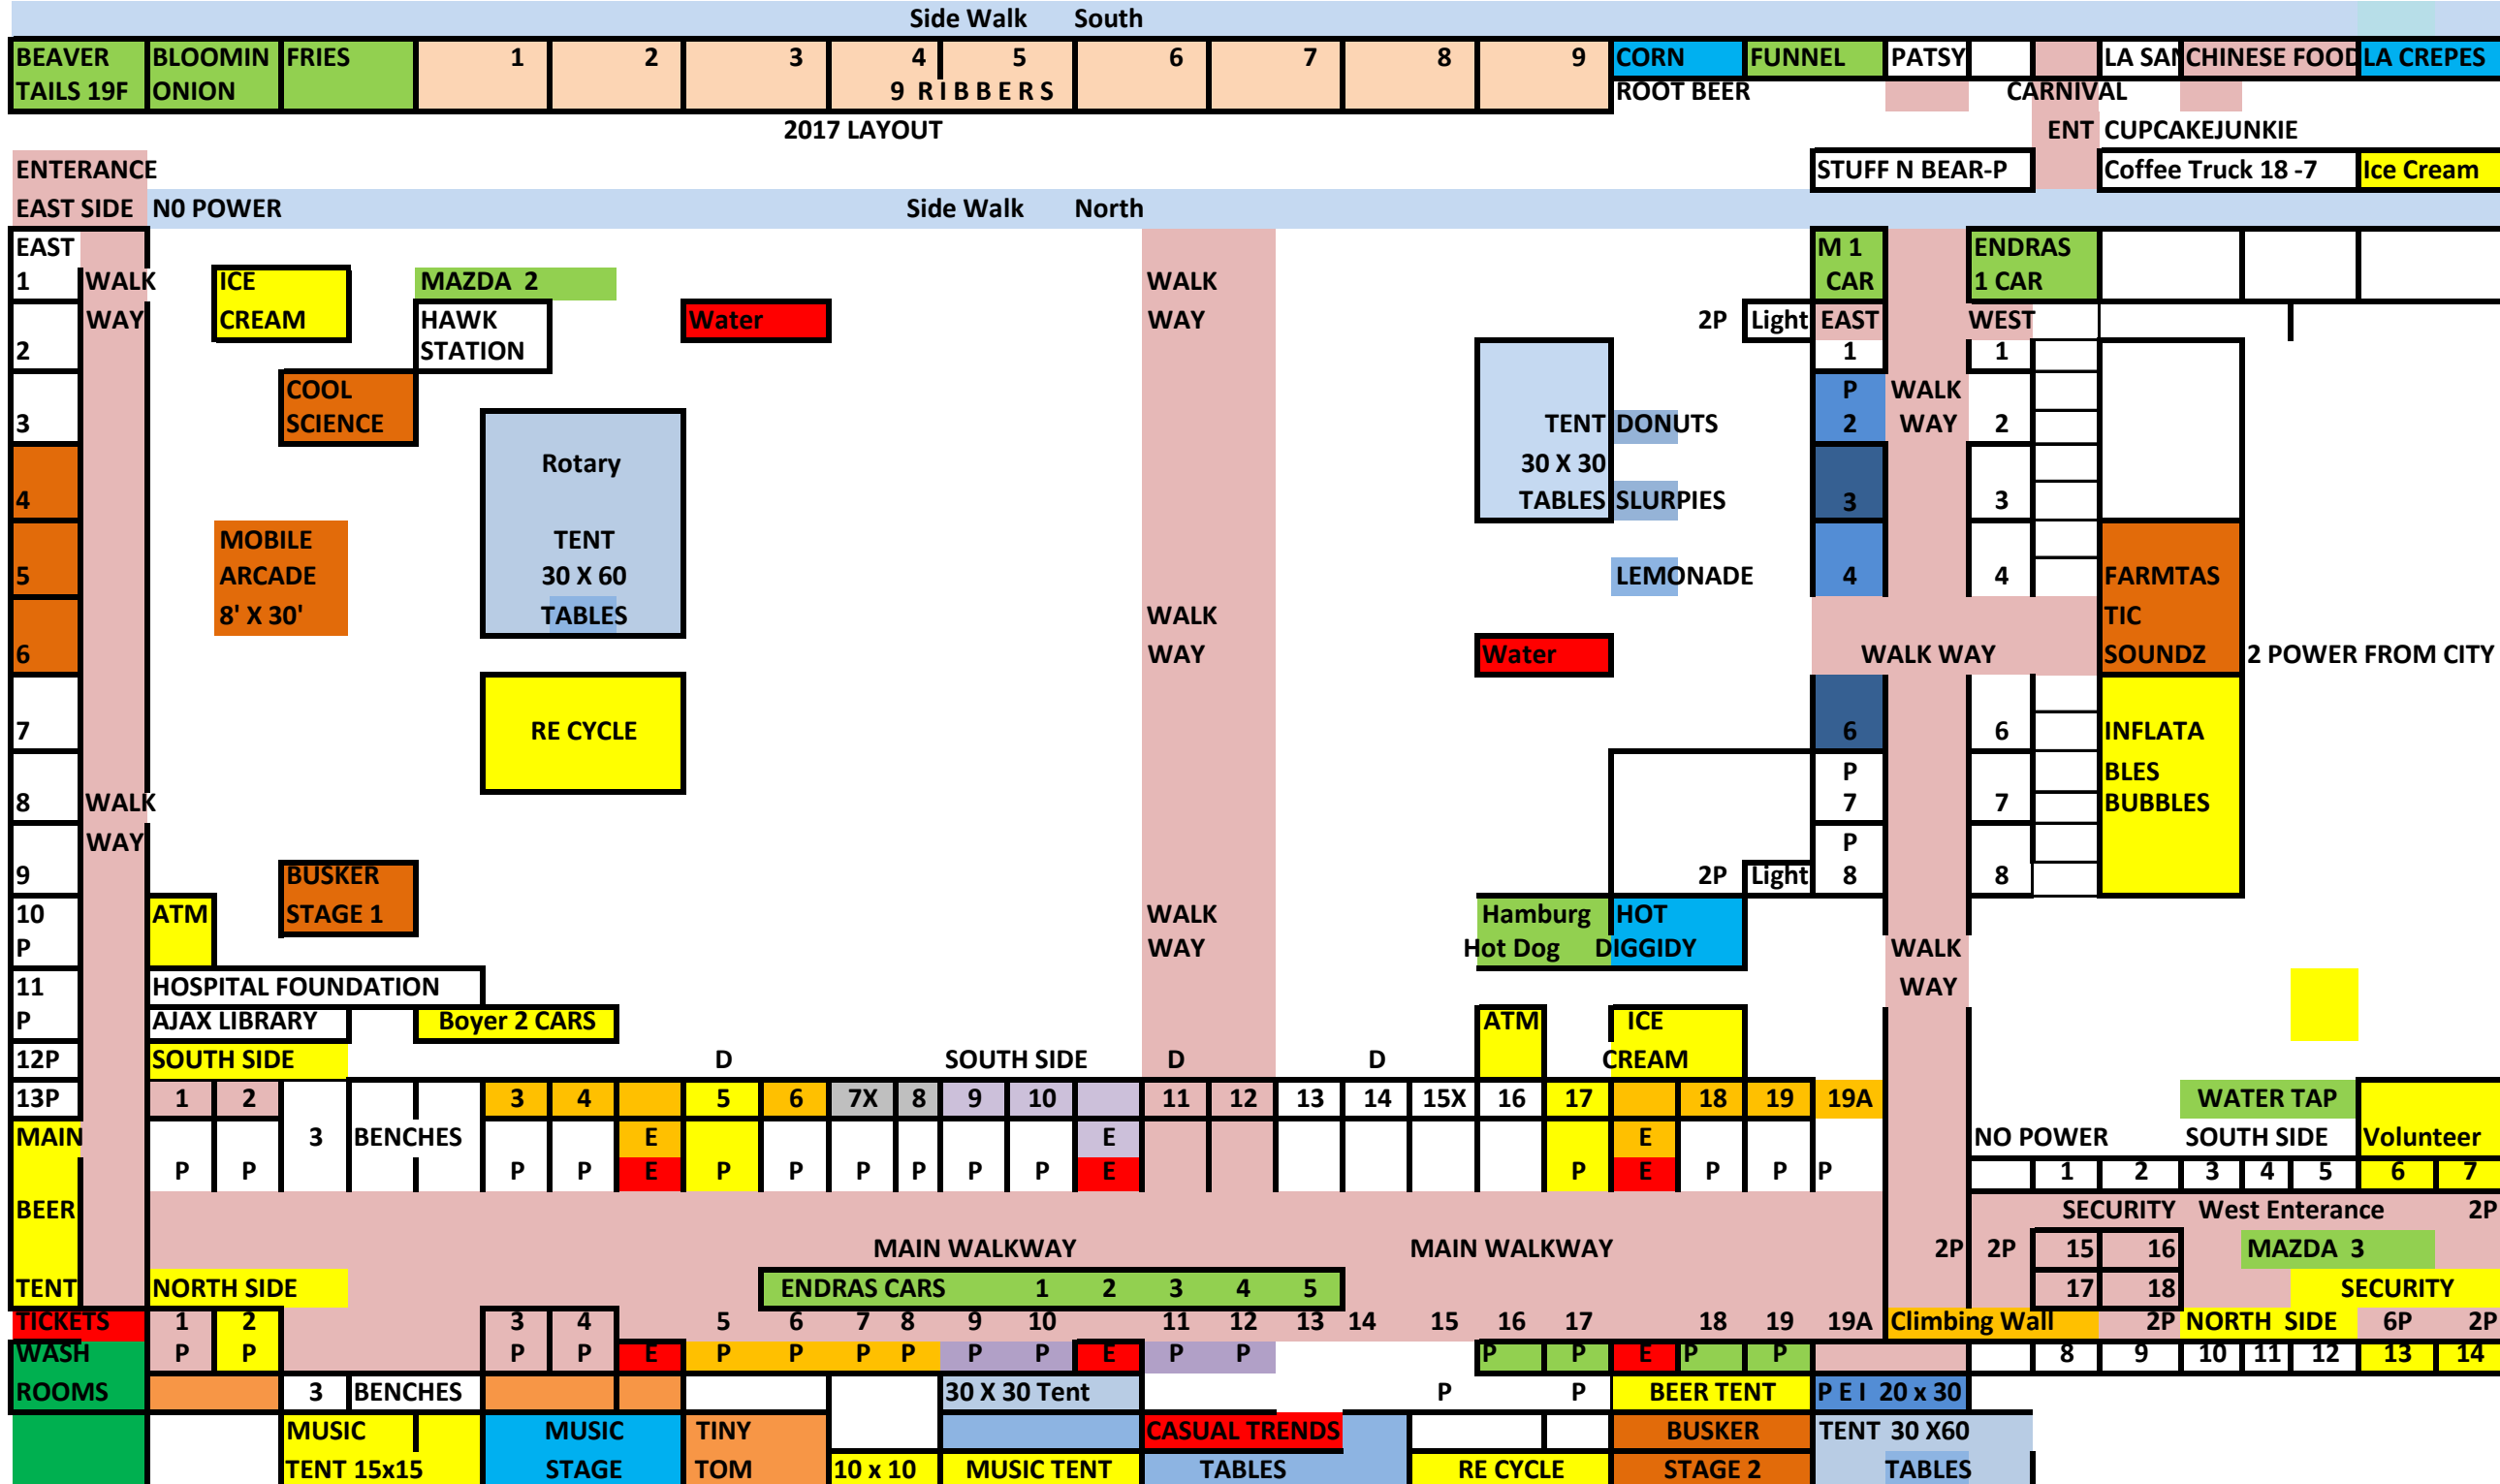 Side Walk South
BEAVER BLOOMIN FRIES 1 2 3 4 5 6 7 8 9 CORN FUNNEL PATSY LA SAN CHINESE FOOD LA CREPES
TAILS 19F ONION 9 R I B B E R S ROOT BEER CARNIVAL
2017 LAYOUT ENT CUPCAKEJUNKIE
ENTERANCE STUFF N BEAR-P Coffee Truck 18 -7 Ice Cream
EAST SIDE N0 POWER Side Walk North
EAST M 1 ENDRAS
1 WALK ICE MAZDA 2 WALK CAR 1 CAR
WAY CREAM HAWK Water WAY 2P Light EAST WEST
2 STATION 1 1
COOL P WALK
3 SCIENCE TENT DONUTS 2 WAY 2
Rotary 30 X 30
4 TABLES SLURPIES 3 3
MOBILE TENT
5 ARCADE 30 X 60 LEMONADE 4 4 FARMTAS
8' X 30' TABLES WALK TIC
6 WAY Water WALK WAY SOUNDZ 2 POWER FROM CITY
7 RE CYCLE 6 6 INFLATA
P BLES
8 WALK 7 7 BUBBLES
WAY P
9 BUSKER 2P Light 8 8
10 ATM STAGE 1 WALK Hamburg HOT
P WAY Hot Dog DIGGIDY WALK
11 HOSPITAL FOUNDATION WAY
P AJAX LIBRARY Boyer 2 CARS ATM ICE
12P SOUTH SIDE D SOUTH SIDE D D CREAM
13P 1 2 3 4 5 6 7X 8 9 10 11 12 13 14 15X 16 17 18 19 19A WATER TAP
MAIN 3 BENCHES E E E NO POWER SOUTH SIDE Volunteer
P P P P E P P P P P P E P E P P P 1 2 3 4 5 6 7
BEER SECURITY West Enterance 2P
MAIN WALKWAY MAIN WALKWAY 2P 2P 15 16 MAZDA 3
TENT NORTH SIDE ENDRAS CARS 1 2 3 4 5 17 18 SECURITY
TICKETS 1 2 3 4 5 6 7 8 9 10 11 12 13 14 15 16 17 18 19 19A Climbing Wall 2P NORTH SIDE 6P 2P
WASH P P P P E P P P P P P E P P P P E P P 8 9 10 11 12 13 14
ROOMS 3 BENCHES 30 X 30 Tent P P BEER TENT P E I 20 x 30
MUSIC MUSIC TINY CASUAL TRENDS BUSKER TENT 30 X60
TENT 15x15 STAGE TOM 10 x 10 MUSIC TENT TABLES RE CYCLE STAGE 2 TABLES